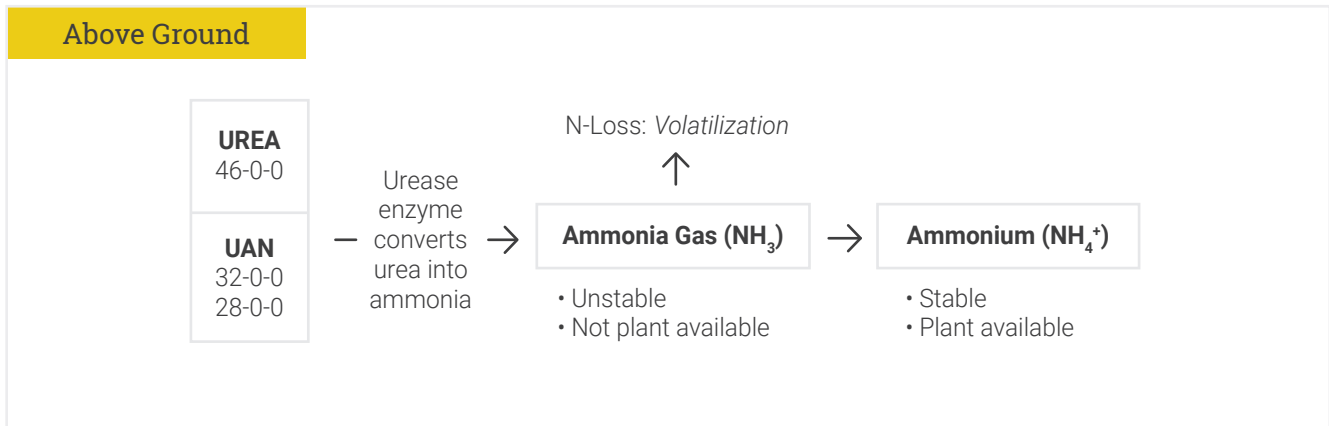 Above Ground
UREA
46-0-0
UAN
32-0-0
28-0-0
Urease
enzyme
converts
urea into
ammonia
N-Loss: Volatilization
Ammonia Gas (NH₃)
• Unstable
• Not plant available
Ammonium (NH₄⁺)
• Stable
• Plant available